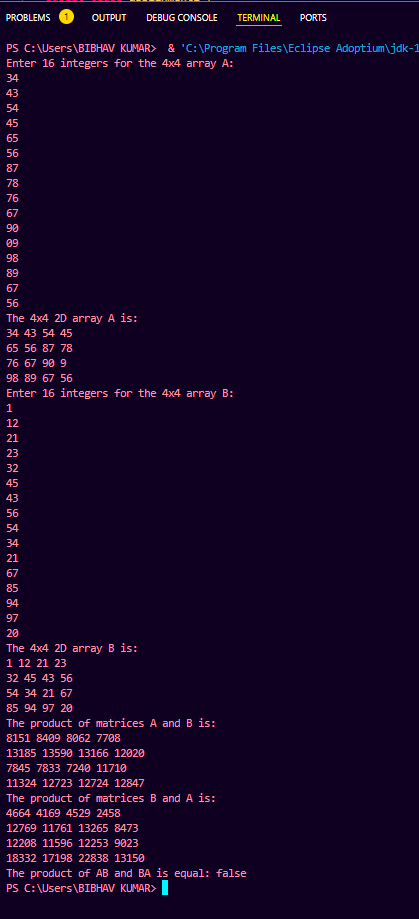 PROBLEMS 1 OUTPUT DEBUG CONSOLE TERMINAL PORTS
PS C:\Users\BIBHAV KUMAR>  & 'C:\Program Files\Eclipse Adoptium\jdk-1
Enter 16 integers for the 4x4 array A:
34
43
54
45
65
56
87
78
76
67
90
09
98
89
67
56
The 4x4 2D array A is:
34 43 54 45
65 56 87 78
76 67 90 9
98 89 67 56
Enter 16 integers for the 4x4 array B:
1
12
21
23
32
45
43
56
54
34
21
67
85
94
97
20
The 4x4 2D array B is:
1 12 21 23
32 45 43 56
54 34 21 67
85 94 97 20
The product of matrices A and B is:
8151 8409 8062 7708
13185 13590 13166 12020
7845 7833 7240 11710
11324 12723 12724 12847
The product of matrices B and A is:
4664 4169 4529 2458
12769 11761 13265 8473
12208 11596 12253 9023
18332 17198 22838 13150
The product of AB and BA is equal: false
PS C:\Users\BIBHAV KUMAR>